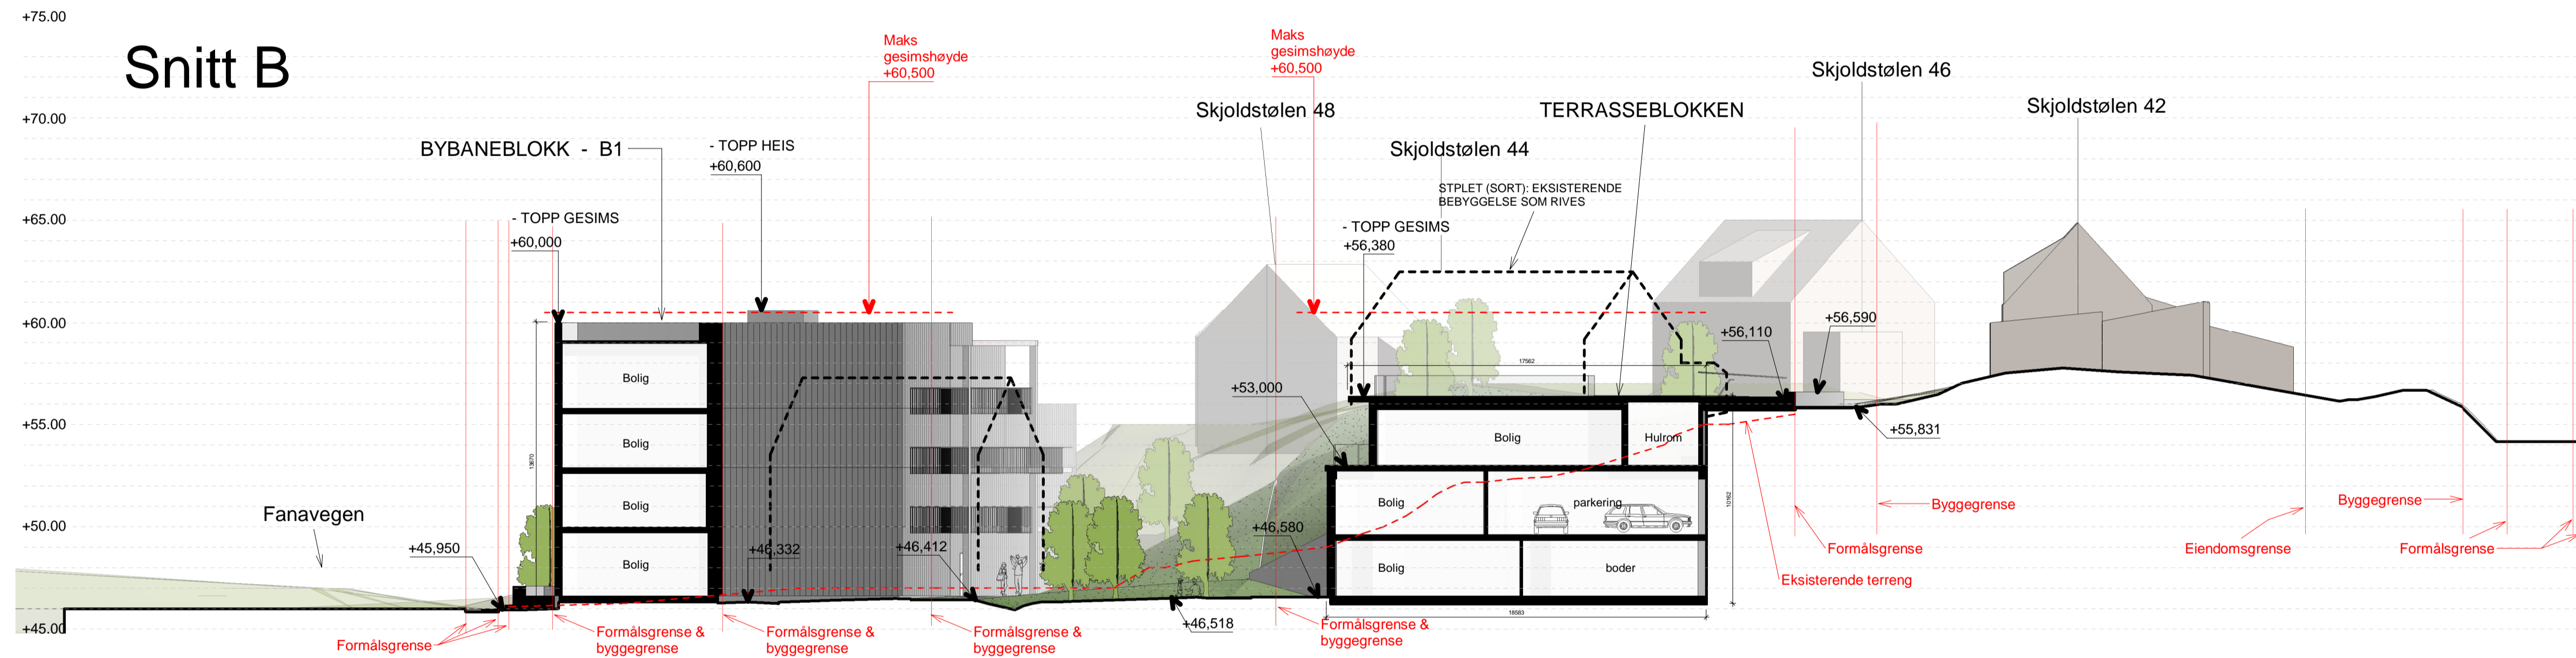 +75.00
Snitt B
Maks
gesimshøyde
+60,500
Maks
gesimshøyde
+60,500
Skjoldstølen 46
Skjoldstølen 48
TERRASSEBLOKKEN
Skjoldstølen 42
+70.00
BYBANEBLOKK - B1
- TOPP HEIS
+60,600
Skjoldstølen 44
STPLET (SORT): EKSISTERENDE
BEBYGGELSE SOM RIVES
+65.00
- TOPP GESIMS
+60,000
- TOPP GESIMS
+56,380
+60.00
+56,590
+56,110
17562
Bolig
+53,000
+55.00
+55,831
Bolig
Bolig
Hulrom
13670
Fanavegen
Bolig
Bolig
parkering
10162
Byggegrense
Byggegrense
+50.00
+45,950
+46,332
+46,412
+46,580
Formålsgrense
Eiendomsgrense
Formålsgrense
Bolig
Bolig
boder
Eksisterende terreng
18583
+45.00
+46,518
Formålsgrense
Formålsgrense &
byggegrense
Formålsgrense &
byggegrense
Formålsgrense &
byggegrense
Formålsgrense &
byggegrense